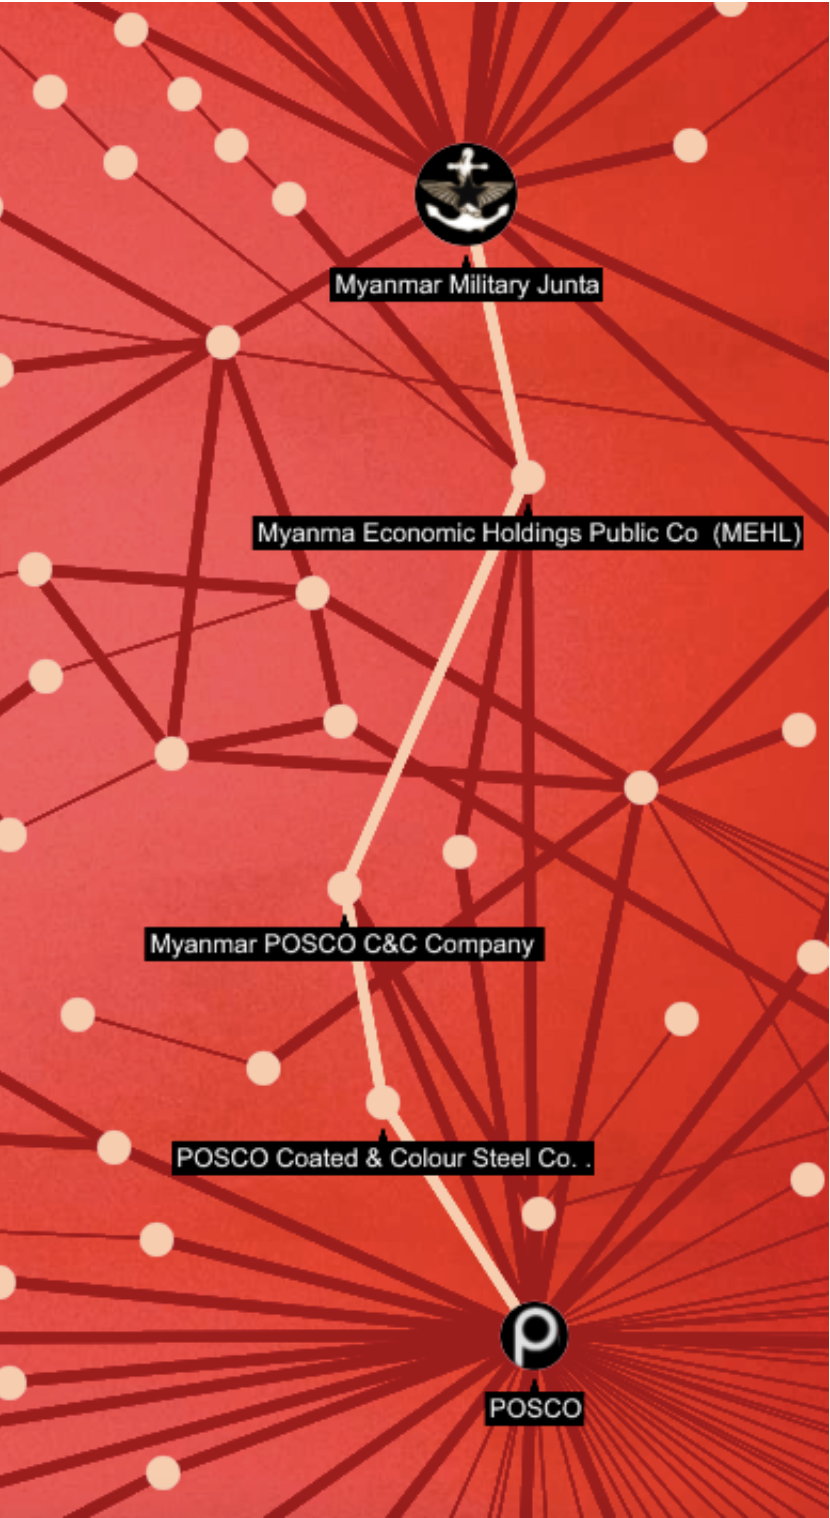 Myanmar Military Junta
Myanma Economic Holdings Public Co  (MEHL)
Myanmar POSCO C&C Company
POSCO Coated & Colour Steel Co. .
POSCO